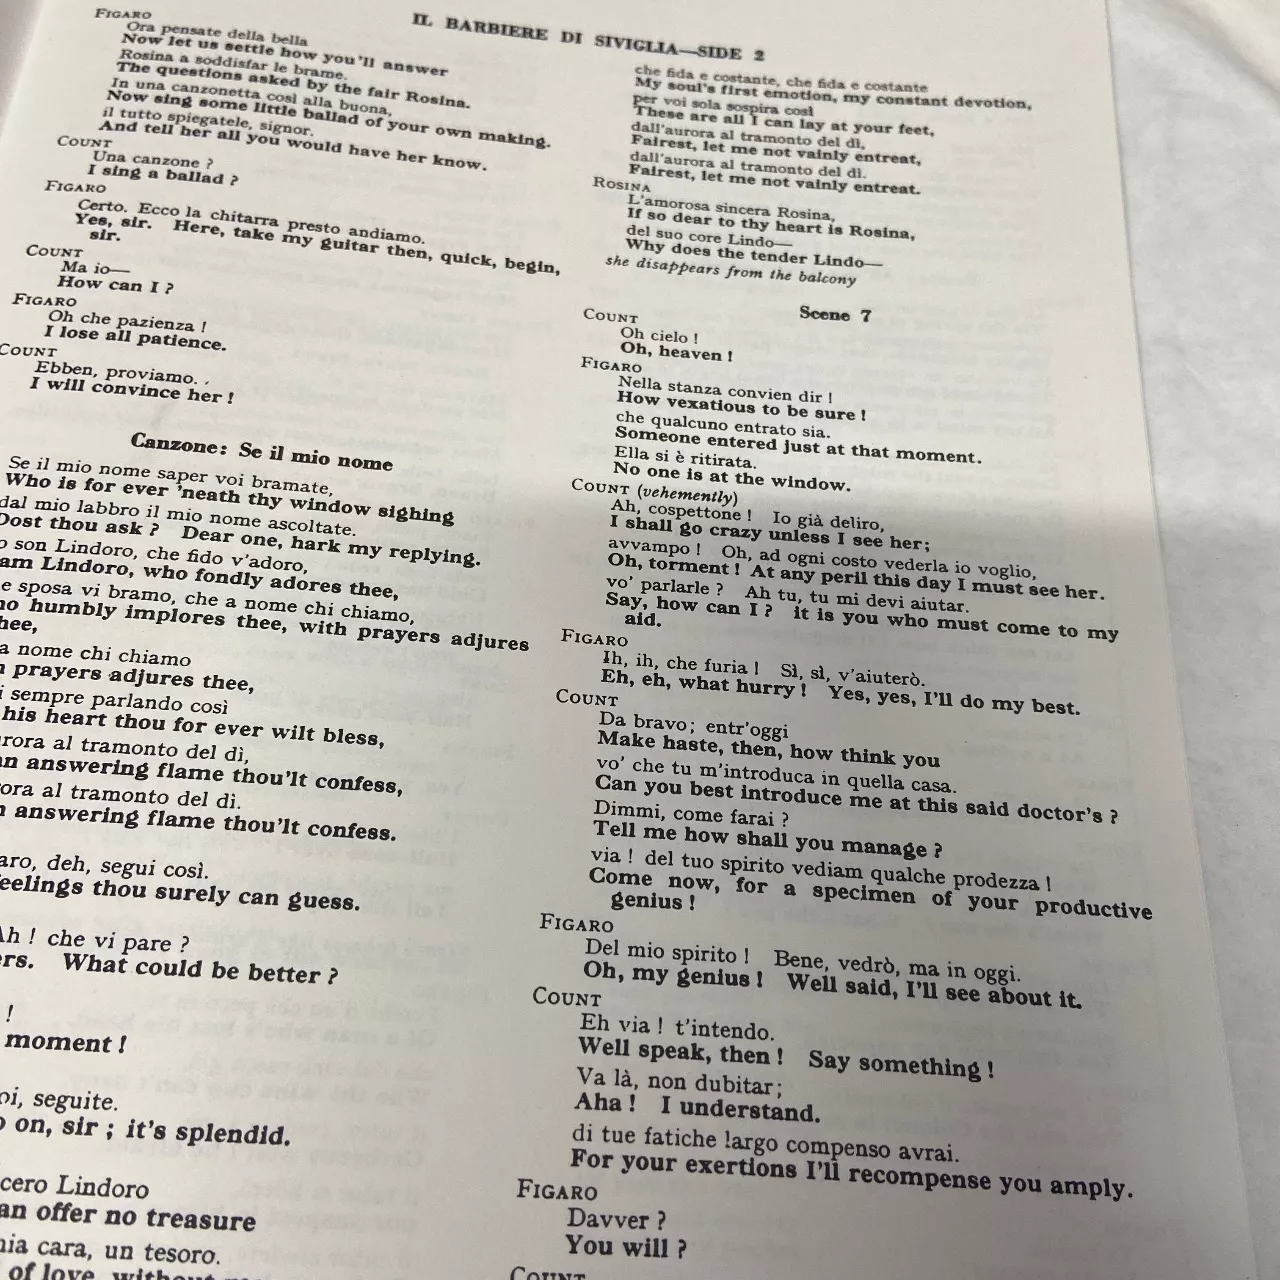 IL BARBIERE DI SIVIGLIA—SIDE 2
FIGARO
Ora pensate della bella
Now let us settle how you'll answer
Rosina a soddisfar le brame.
The questions asked by the fair Rosina.
In una canzonetta così alla buona,
Now sing some little ballad of your own making.
il tutto spiegatele, signor.
And tell her all you would have her know.
COUNT
Una canzone ?
I sing a ballad ?
FIGARO
Certo. Ecco la chitarra presto andiamo.
Yes, sir. Here, take my guitar then, quick, begin,
sir.
COUNT
Ma io—
How can I ?
FIGARO
Oh che pazienza !
I lose all patience.
COUNT
Ebben, proviamo. .
I will convince her !
Canzone: Se il mio nome
Se il mio nome saper voi bramate,
Who is for ever 'neath thy window sighing
dal mio labbro il mio nome ascoltate.
Dost thou ask ? Dear one, hark my replying.
o son Lindoro, che fido v'adoro,
am Lindoro, who fondly adores thee,
e sposa vi bramo, che a nome chi chiamo,
ho humbly implores thee, with prayers adjures
hee,
a nome chi chiamo
prayers adjures thee,
i sempre parlando così
his heart thou for ever wilt bless,
rora al tramonto del dì,
an answering flame thou'lt confess,
rora al tramonto del dì.
answering flame thou'lt confess.
aro, deh, segui così.
eelings thou surely can guess.
Ah ! che vi pare ?
rs. What could be better ?
!
moment !
oi, seguite.
o on, sir ; it's splendid.
cero Lindoro
an offer no treasure
nia cara, un tesoro.
of love, without
che fida e costante, che fida e costante
My soul's first emotion, my constant devotion,
per voi sola sospira così
These are all I can lay at your feet,
dall'aurora al tramonto del dì,
Fairest, let me not vainly entreat,
dall'aurora al tramonto del dì.
Fairest, let me not vainly entreat.
ROSINA
L'amorosa sincera Rosina,
If so dear to thy heart is Rosina,
del suo core Lindo—
Why does the tender Lindo—
she disappears from the balcony
Scene 7
COUNT
Oh cielo !
Oh, heaven !
FIGARO
Nella stanza convien dir !
How vexatious to be sure !
che qualcuno entrato sia.
Someone entered just at that moment.
Ella si è ritirata.
No one is at the window.
COUNT (vehemently)
Ah, cospettone ! Io già deliro,
I shall go crazy unless I see her;
avvampo ! Oh, ad ogni costo vederla io voglio,
Oh, torment ! At any peril this day I must see her.
vo' parlarle ? Ah tu, tu mi devi aiutar.
Say, how can I ? it is you who must come to my
aid.
FIGARO
Ih, ih, che furia ! Sì, sì, v'aiuterò.
Eh, eh, what hurry ! Yes, yes, I'll do my best.
COUNT
Da bravo; entr'oggi
Make haste, then, how think you
vo' che tu m'introduca in quella casa.
Can you best introduce me at this said doctor's ?
Dimmi, come farai ?
Tell me how shall you manage ?
via ! del tuo spirito vediam qualche prodezza !
Come now, for a specimen of your productive
genius !
FIGARO
Del mio spirito ! Bene, vedrò, ma in oggi.
Oh, my genius ! Well said, I'll see about it.
COUNT
Eh via ! t'intendo.
Well speak, then ! Say something !
Va là, non dubitar;
Aha ! I understand.
di tue fatiche largo compenso avrai.
For your exertions I'll recompense you amply.
FIGARO
Davver ?
You will ?
COUNT